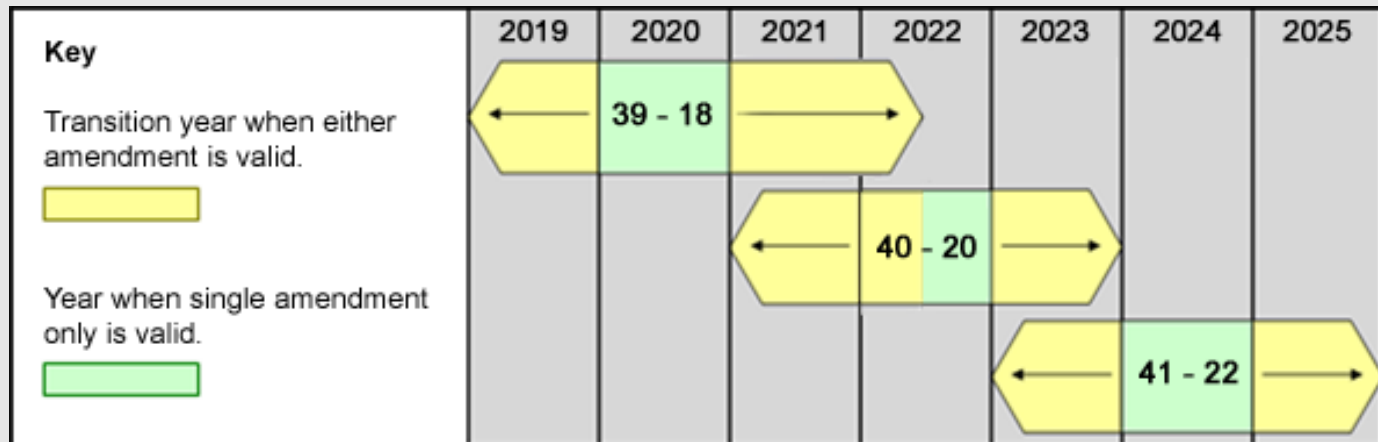 Key
Transition year when either
amendment is valid.
Year when single amendment
only is valid.
2019 2020 2021 2022 2023 2024 2025
39 - 18
40 - 20
41 - 22